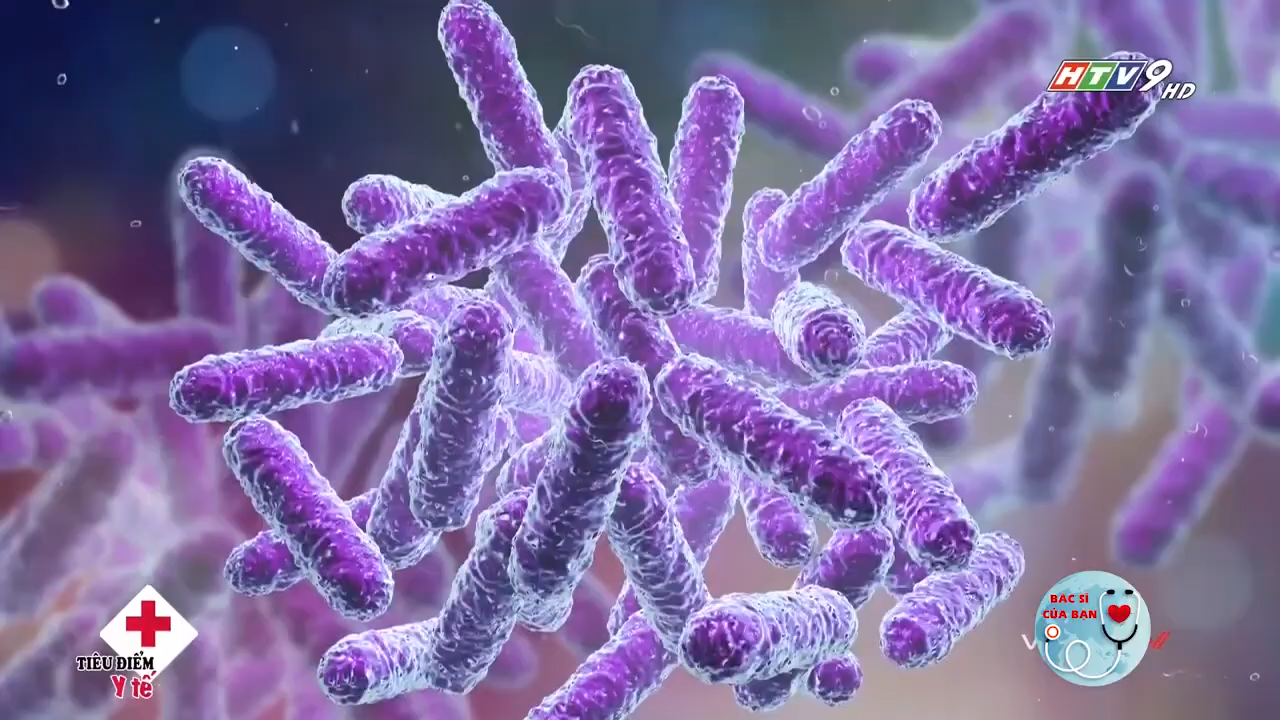 HTV9 HD
BÁC SĨ
CỦA BẠN
TIÊU ĐIỂM
Y tế